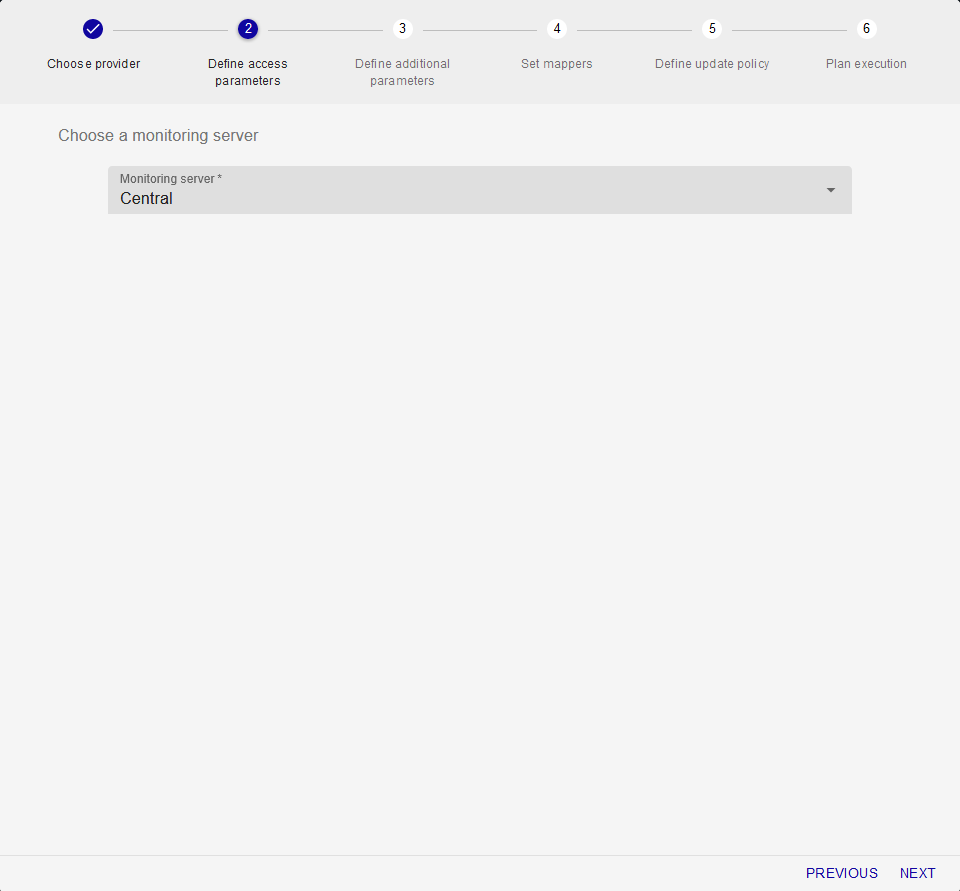 2
3
4
5
6
Choose provider
Define access
parameters
Define additional
parameters
Set mappers
Define update policy
Plan execution
Choose a monitoring server
Monitoring server *
Central
PREVIOUS
NEXT